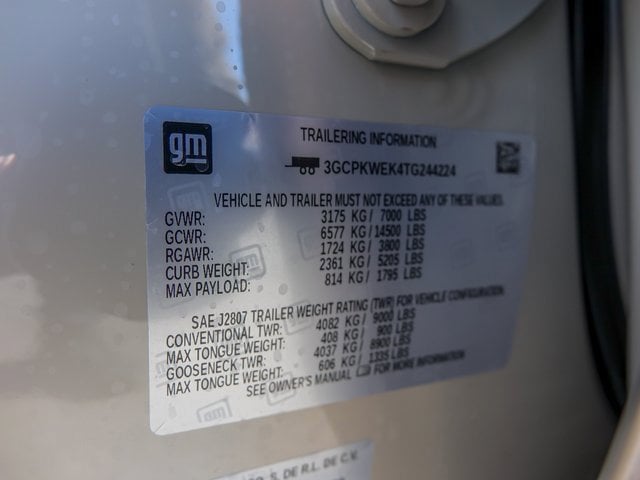 gm
TRAILERING INFORMATION
3GCPKWEK4TG244224
VEHICLE AND TRAILER MUST NOT EXCEED ANY OF THESE VALUES.
GVWR: 3175 KG / 7000 LBS
GCWR: 6577 KG / 14500 LBS
RGAWR: 1724 KG / 3800 LBS
CURB WEIGHT: 2361 KG / 5205 LBS
MAX PAYLOAD: 814 KG / 1795 LBS
SAE J2807 TRAILER WEIGHT RATING (TWR) FOR VEHICLE CONFIGURATION
CONVENTIONAL TWR: 4082 KG / 9000 LBS
MAX TONGUE WEIGHT: 408 KG / 900 LBS
GOOSENECK TWR: 4037 KG / 8900 LBS
MAX TONGUE WEIGHT: 606 KG / 1335 LBS
SEE OWNER'S MANUAL FOR MORE INFORMATION
S. DE R.L. DE C.V.